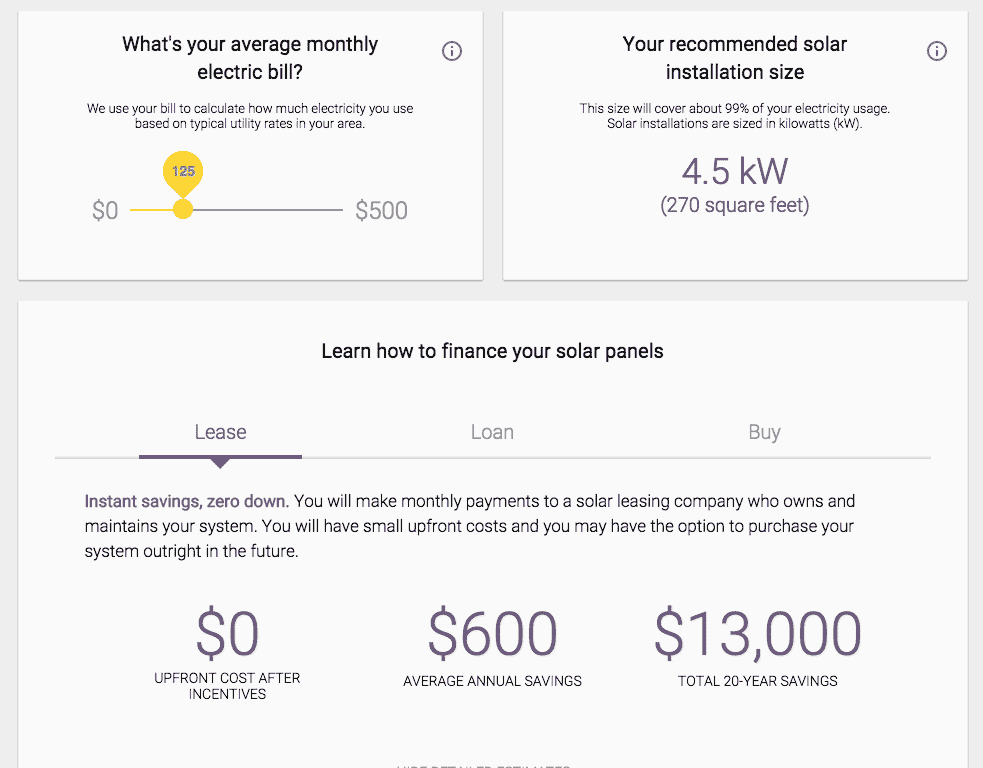 What's your average monthly
electric bill?
We use your bill to calculate how much electricity you use
based on typical utility rates in your area.
125
$0
$500
Your recommended solar
installation size
This size will cover about 99% of your electricity usage.
Solar installations are sized in kilowatts (kW).
4.5 kW
(270 square feet)
Learn how to finance your solar panels
Lease
Loan
Buy
Instant savings, zero down. You will make monthly payments to a solar leasing company who owns and
maintains your system. You will have small upfront costs and you may have the option to purchase your
system outright in the future.
$0
UPFRONT COST AFTER
INCENTIVES
$600
AVERAGE ANNUAL SAVINGS
$13,000
TOTAL 20-YEAR SAVINGS